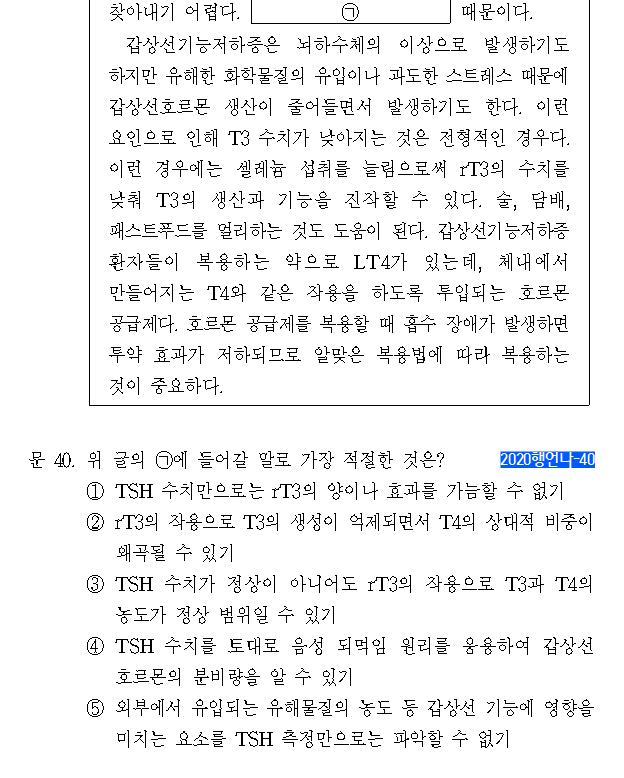 찾아내기 어렵다. ㉠ 때문이다.
갑상선기능저하증은 뇌하수체의 이상으로 발생하기도
하지만 유해한 화학물질의 유입이나 과도한 스트레스 때문에
갑상선호르몬 생산이 줄어들면서 발생하기도 한다. 이런
요인으로 인해 T3 수치가 낮아지는 것은 전형적인 경우다.
이런 경우에는 셀레늄 섭취를 늘림으로써 rT3의 수치를
낮춰 T3의 생산과 기능을 진작할 수 있다. 술, 담배,
패스트푸드를 멀리하는 것도 도움이 된다. 갑상선기능저하증
환자들이 복용하는 약으로 LT4가 있는데, 체내에서
만들어지는 T4와 같은 작용을 하도록 투입되는 호르몬
공급제다. 호르몬 공급제를 복용할 때 흡수 장애가 발생하면
투약 효과가 저하되므로 알맞은 복용법에 따라 복용하는
것이 중요하다.
문 40. 위 글의 ㉠에 들어갈 말로 가장 적절한 것은? 2020행언나-40
① TSH 수치만으로는 rT3의 양이나 효과를 가늠할 수 없기
② rT3의 작용으로 T3의 생성이 억제되면서 T4의 상대적 비중이
왜곡될 수 있기
③ TSH 수치가 정상이 아니어도 rT3의 작용으로 T3과 T4의
농도가 정상 범위일 수 있기
④ TSH 수치를 토대로 음성 되먹임 원리를 응용하여 갑상선
호르몬의 분비량을 알 수 있기
⑤ 외부에서 유입되는 유해물질의 농도 등 갑상선 기능에 영향을
미치는 요소를 TSH 측정만으로는 파악할 수 없기